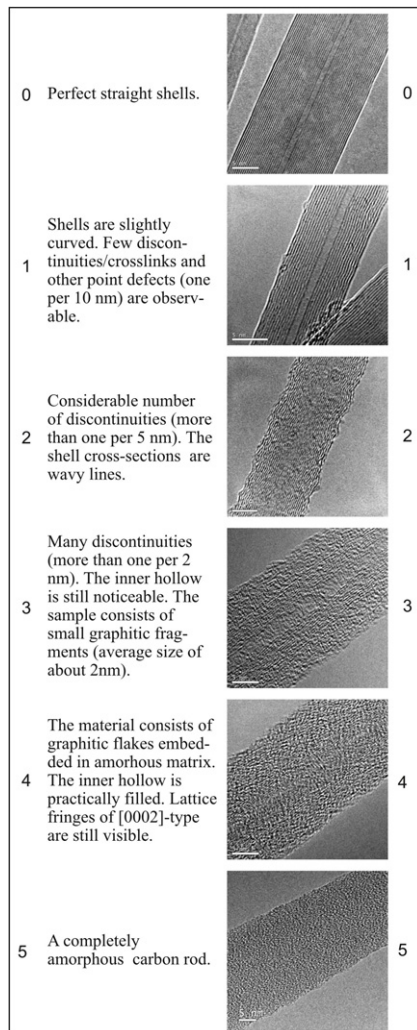 0
Perfect straight shells.
0
Shells are slightly
curved. Few discon-
tinuities/crosslinks and
other point defects (one
per 10 nm) are observ-
able.
1
1
Considerable number
of discontinuities (more
than one per 5 nm). The
shell cross-sections are
wavy lines.
2
2
Many discontinuities
(more than one per 2
nm). The inner hollow
is still noticeable. The
sample consists of
small graphitic frag-
ments (average size of
about 2nm).
3
3
The material consists of
graphitic flakes embed-
ded in amorhous matrix.
The inner hollow is
practically filled. Lattice
fringes of [0002]-type
are still visible.
4
4
A completely
amorphous carbon rod.
5
5